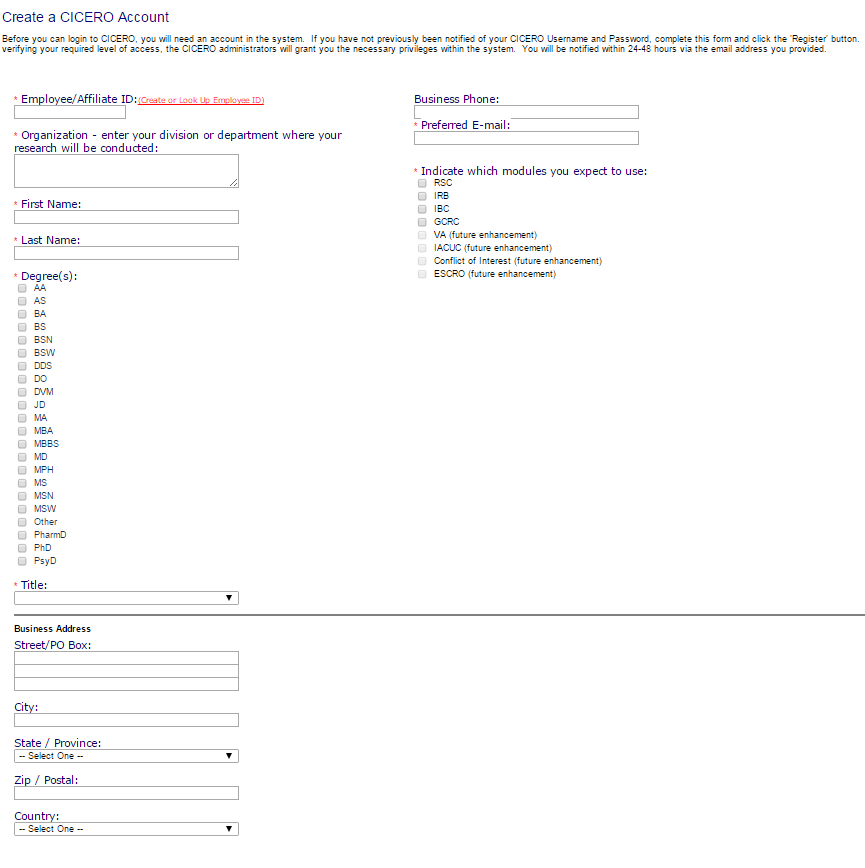 Create a CICERO Account
Before you can login to CICERO, you will need an account in the system. If you have not previously been notified of your CICERO Username and Password, complete this form and click the 'Register' button.
verifying your required level of access, the CICERO administrators will grant you the necessary privileges within the system. You will be notified within 24-48 hours via the email address you provided.
* Employee/Affiliate ID: (Create or Look Up Employee ID)
* Organization - enter your division or department where your
research will be conducted:
* First Name:
* Last Name:
* Degree(s):
AA
AS
BA
BS
BSN
BSW
DDS
DO
DVM
JD
MA
MBA
MBBS
MD
MPH
MS
MSN
MSW
Other
PharmD
PhD
PsyD
* Title:
Business Phone:
* Preferred E-mail:
* Indicate which modules you expect to use:
RSC
IRB
IBC
GCRC
VA (future enhancement)
IACUC (future enhancement)
Conflict of Interest (future enhancement)
ESCRO (future enhancement)
Business Address
Street/PO Box:
City:
State / Province:
-- Select One --
Zip / Postal:
Country:
-- Select One --